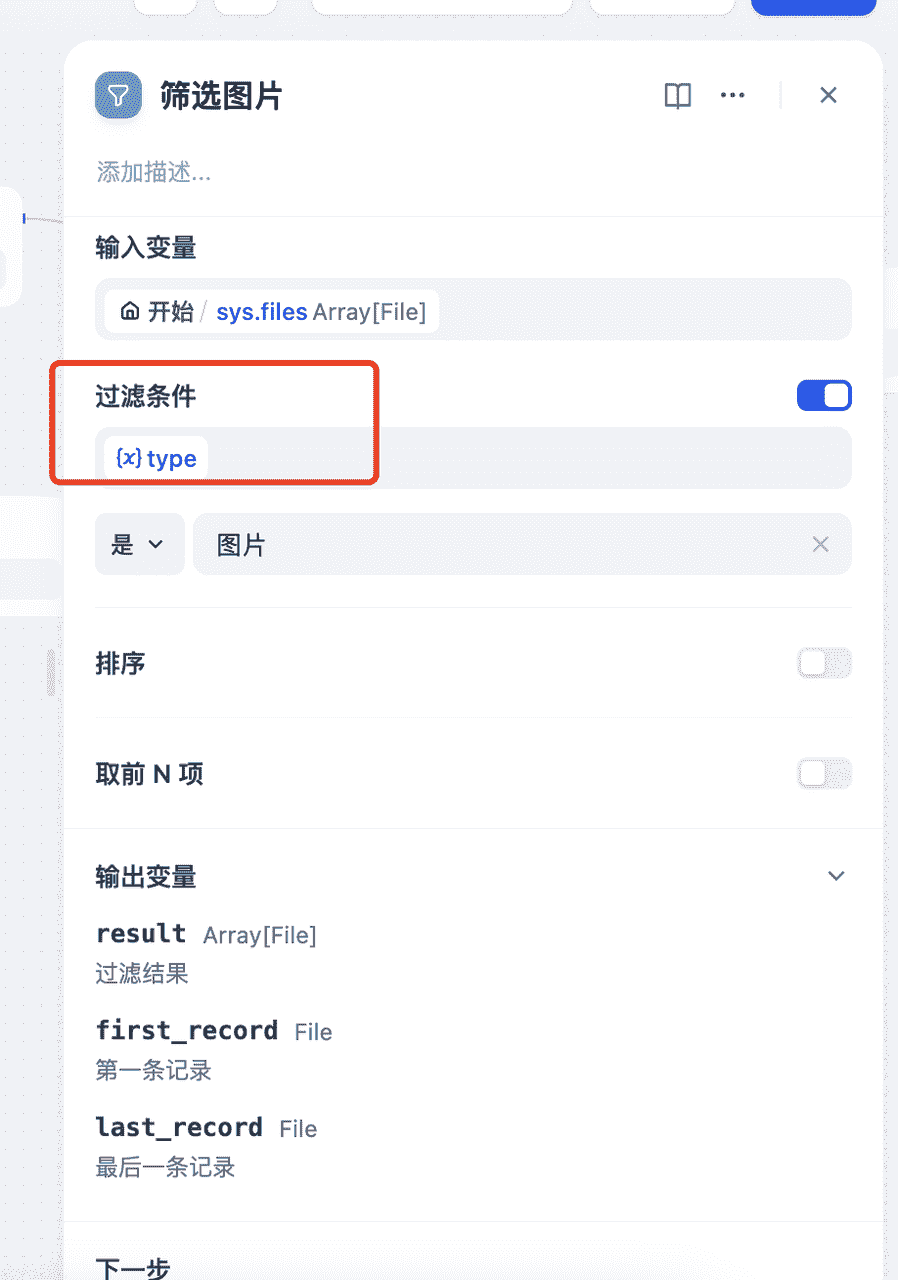 筛选图片
添加描述...
输入变量
开始 / sys.files Array[File]
过滤条件
{x} type
是 图片
排序
取前 N 项
输出变量
result Array[File]
过滤结果
first_record File
第一条记录
last_record File
最后一条记录
下一步